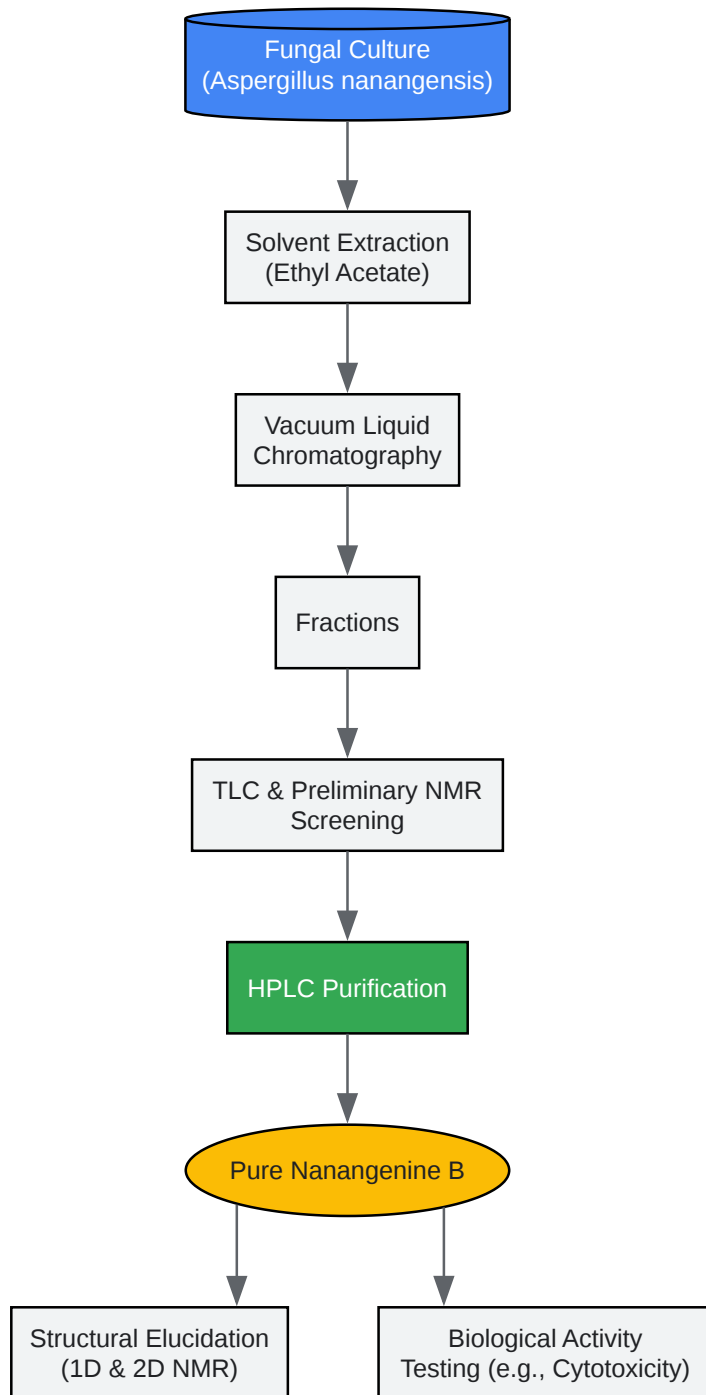 Fungal Culture
(Aspergillus nanangensis)
Solvent Extraction
(Ethyl Acetate)
Vacuum Liquid
Chromatography
Fractions
TLC & Preliminary NMR
Screening
HPLC Purification
Pure Nanangenine B
Structural Elucidation
(1D & 2D NMR)
Biological Activity
Testing (e.g., Cytotoxicity)